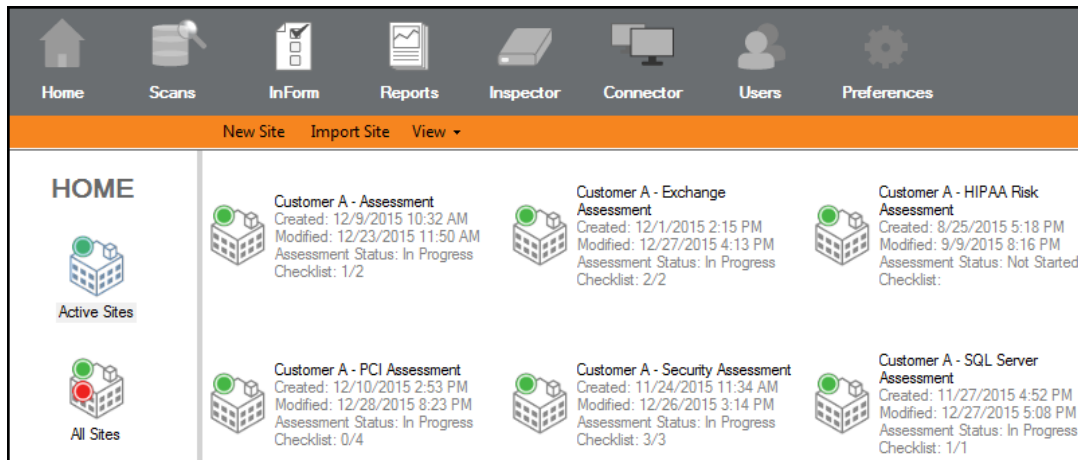 Home Scans InForm Reports Inspector Connector Users Preferences
New Site Import Site View
HOME
Active Sites
All Sites
Customer A - Assessment
Created: 12/9/2015 10:32 AM
Modified: 12/23/2015 11:50 AM
Assessment Status: In Progress
Checklist: 1/2
Customer A - Exchange
Assessment
Created: 12/1/2015 2:15 PM
Modified: 12/27/2015 4:13 PM
Assessment Status: In Progress
Checklist: 2/2
Customer A - HIPAA Risk
Assessment
Created: 8/25/2015 5:18 PM
Modified: 9/9/2015 8:16 PM
Assessment Status: Not Started
Checklist:
Customer A - PCI Assessment
Created: 12/10/2015 2:53 PM
Modified: 12/28/2015 8:23 PM
Assessment Status: In Progress
Checklist: 0/4
Customer A - Security Assessment
Created: 11/24/2015 11:34 AM
Modified: 12/26/2015 3:14 PM
Assessment Status: In Progress
Checklist: 3/3
Customer A - SQL Server
Assessment
Created: 11/27/2015 4:52 PM
Modified: 12/27/2015 5:08 PM
Assessment Status: In Progress
Checklist: 1/1